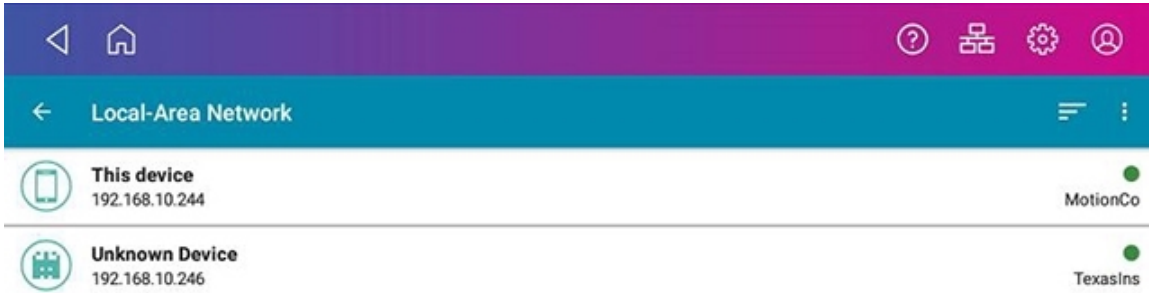 Local-Area Network
This device
192.168.10.244
MotionCo
Unknown Device
192.168.10.246
TexasIns